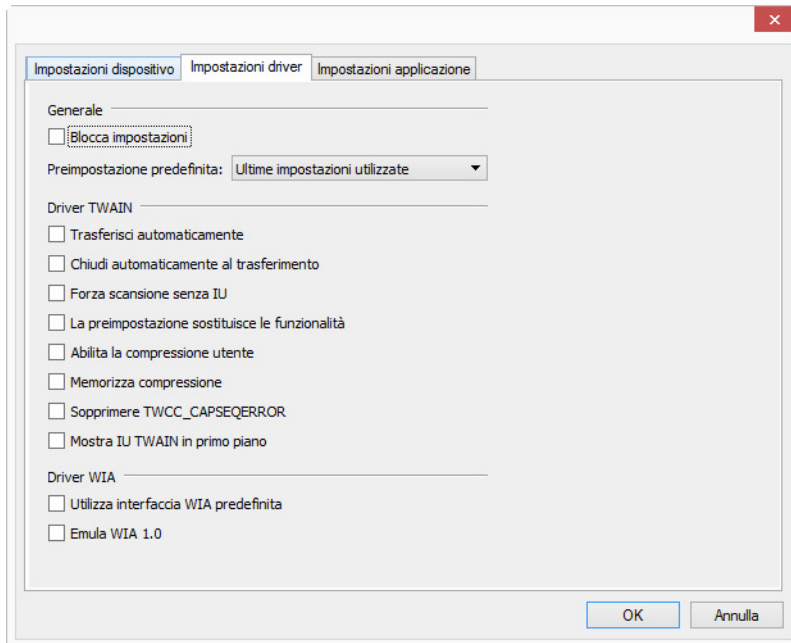 Impostazioni dispositivo Impostazioni driver Impostazioni applicazione
Generale
Blocca impostazioni
Preimpostazione predefinita: Ultime impostazioni utilizzate
Driver TWAIN
Trasferisci automaticamente
Chiudi automaticamente al trasferimento
Forza scansione senza IU
La preimpostazione sostituisce le funzionalità
Abilita la compressione utente
Memorizza compressione
Sopprimere TWCC_CAPSEQERROR
Mostra IU TWAIN in primo piano
Driver WIA
Utilizza interfaccia WIA predefinita
Emula WIA 1.0
OK Annulla